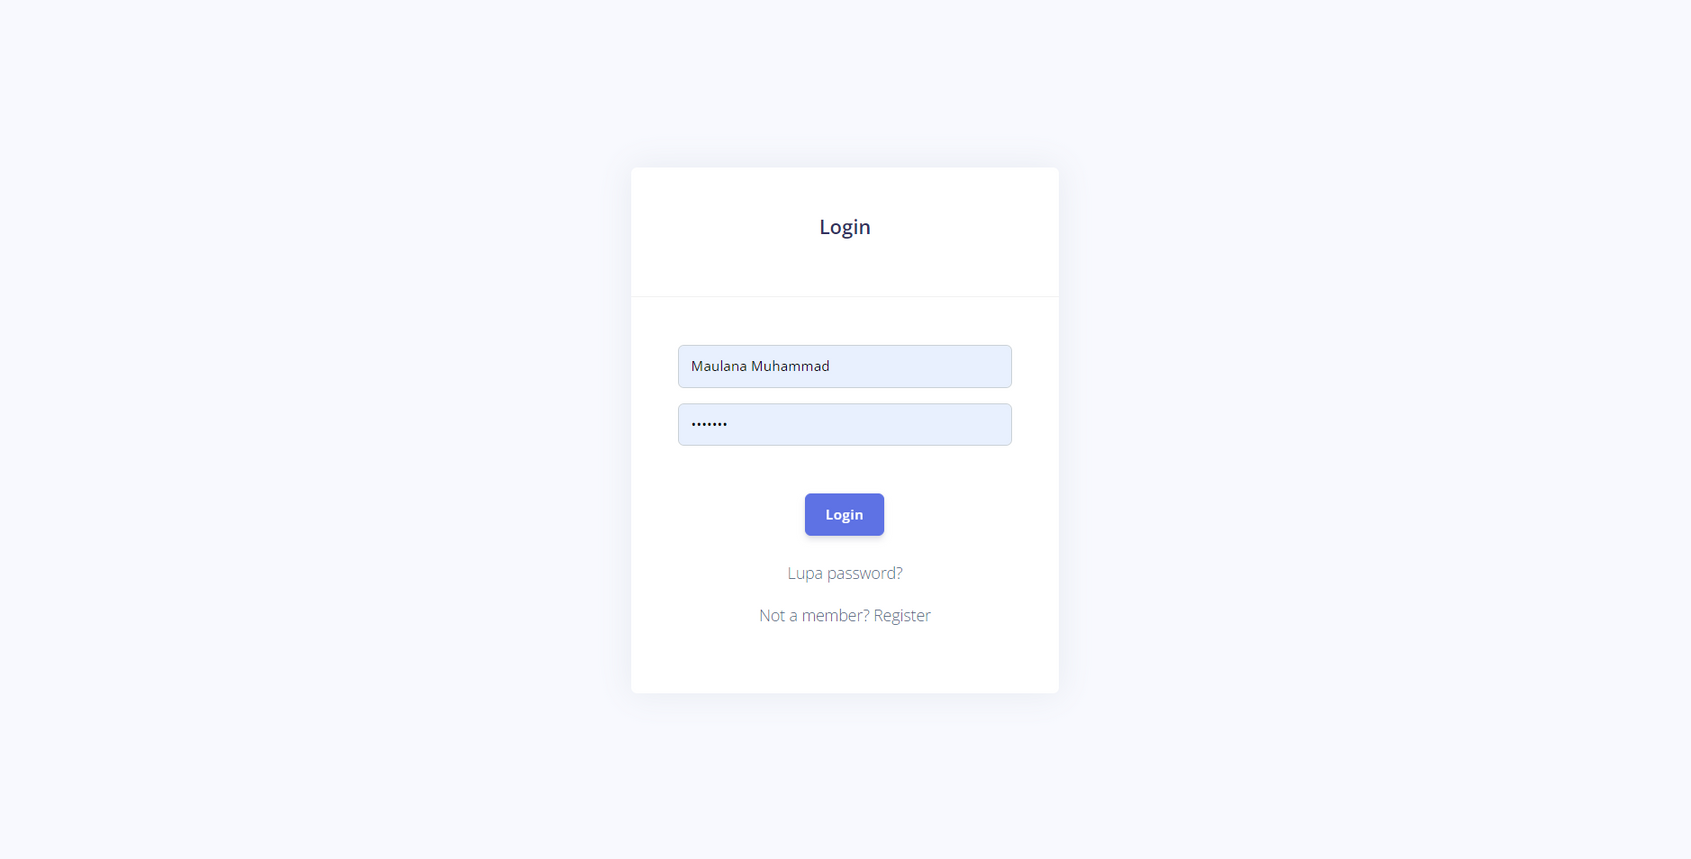 Login
Maulana Muhammad
•••••••
Login
Lupa password?
Not a member? Register